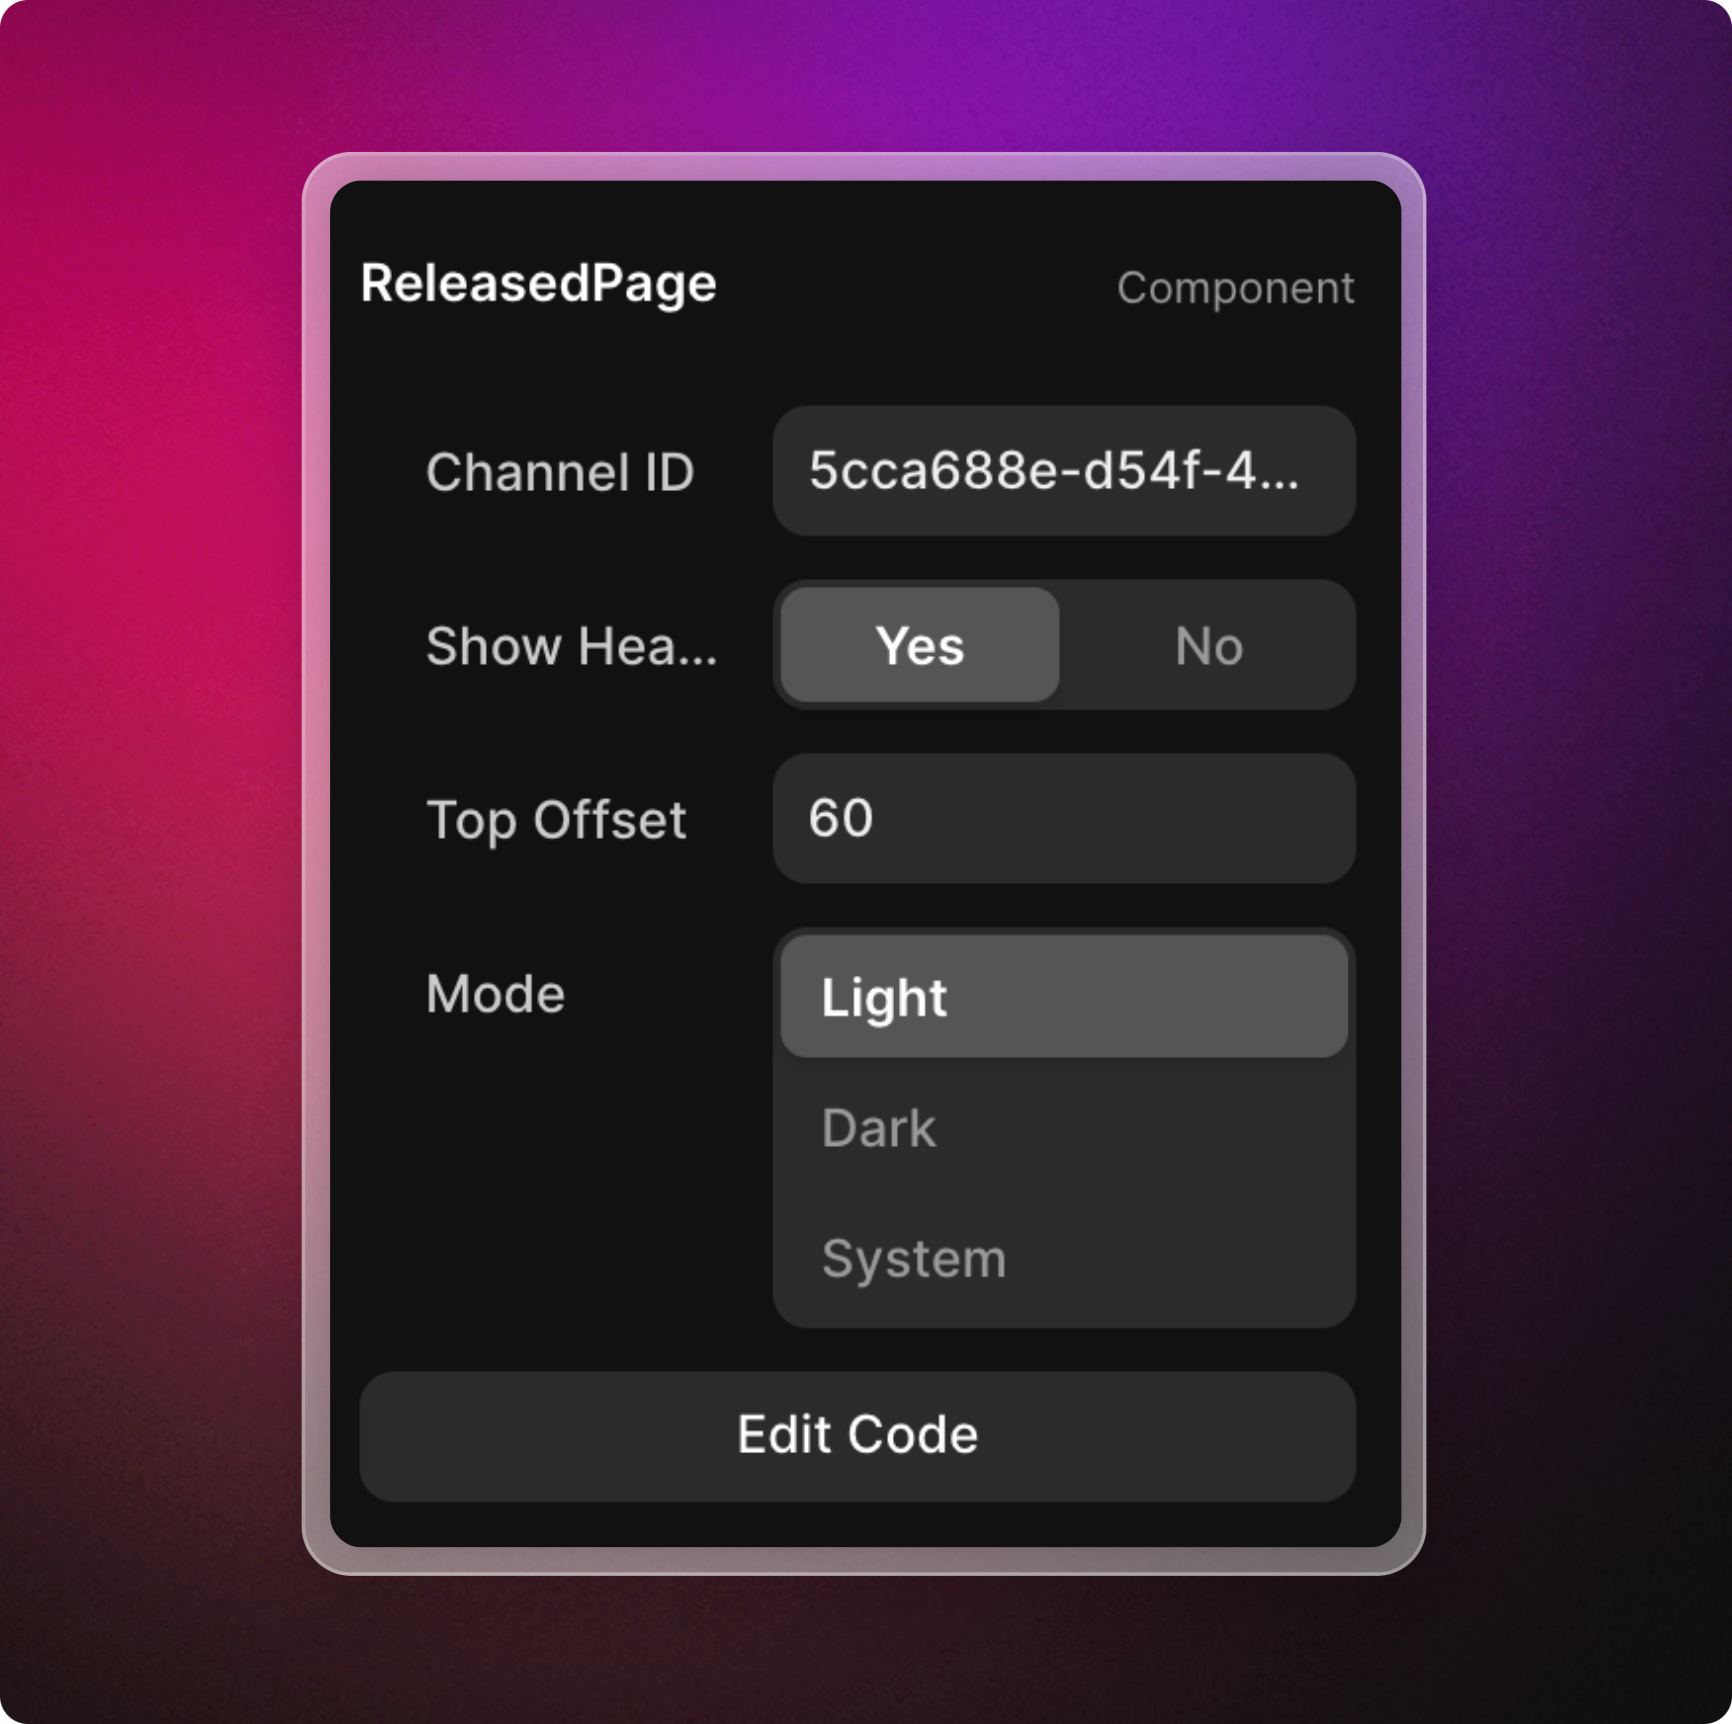 ReleasedPage Component
Channel ID 5cca688e-d54f-4...
Show Hea... Yes No
Top Offset 60
Mode Light
Dark
System
Edit Code